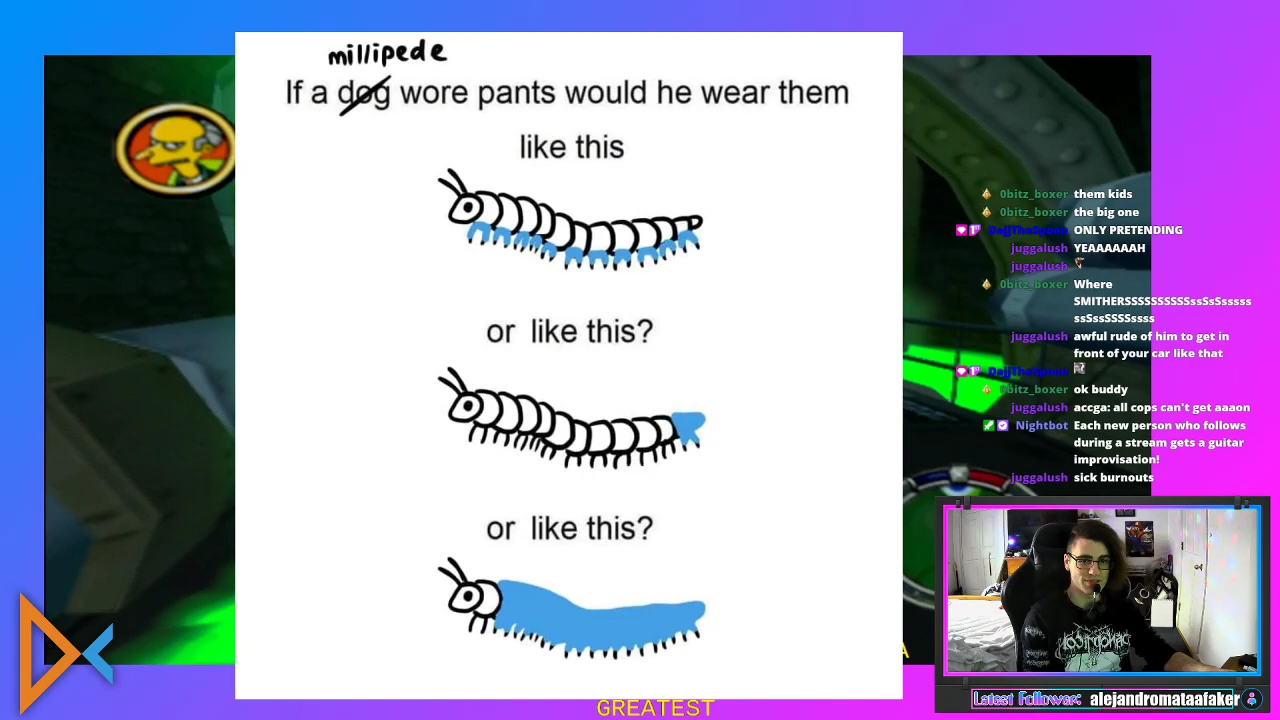 millipede
If a dog wore pants would he wear them
like this
or like this?
or like this?
0bitz_boxer them kids
0bitz_boxer the big one
DajjTheSpoon ONLY PRETENDING
juggalush YEAAAAAAH
juggalush
0bitz_boxer Where
SMITHERSSSSSSSSSSssSsSssssss
ssSssSSSSssss
juggalush awful rude of him to get in
front of your car like that
DajjTheSpoon
0bitz_boxer ok buddy
juggalush accga: all cops can't get aaaon
Nightbot Each new person who follows
during a stream gets a guitar
improvisation!
juggalush sick burnouts
Latest Follower: alejandromataafaker
GREATEST